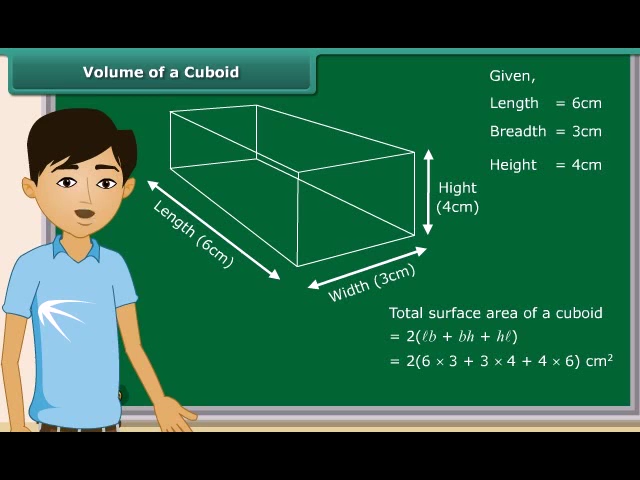 Volume of a Cuboid
Given,
Length = 6cm
Breadth = 3cm
Height = 4cm
Hight
(4cm)
Length (6cm)
Width (3cm)
Total surface area of a cuboid
= 2(ℓb + bh + hℓ)
= 2(6 × 3 + 3 × 4 + 4 × 6) cm²